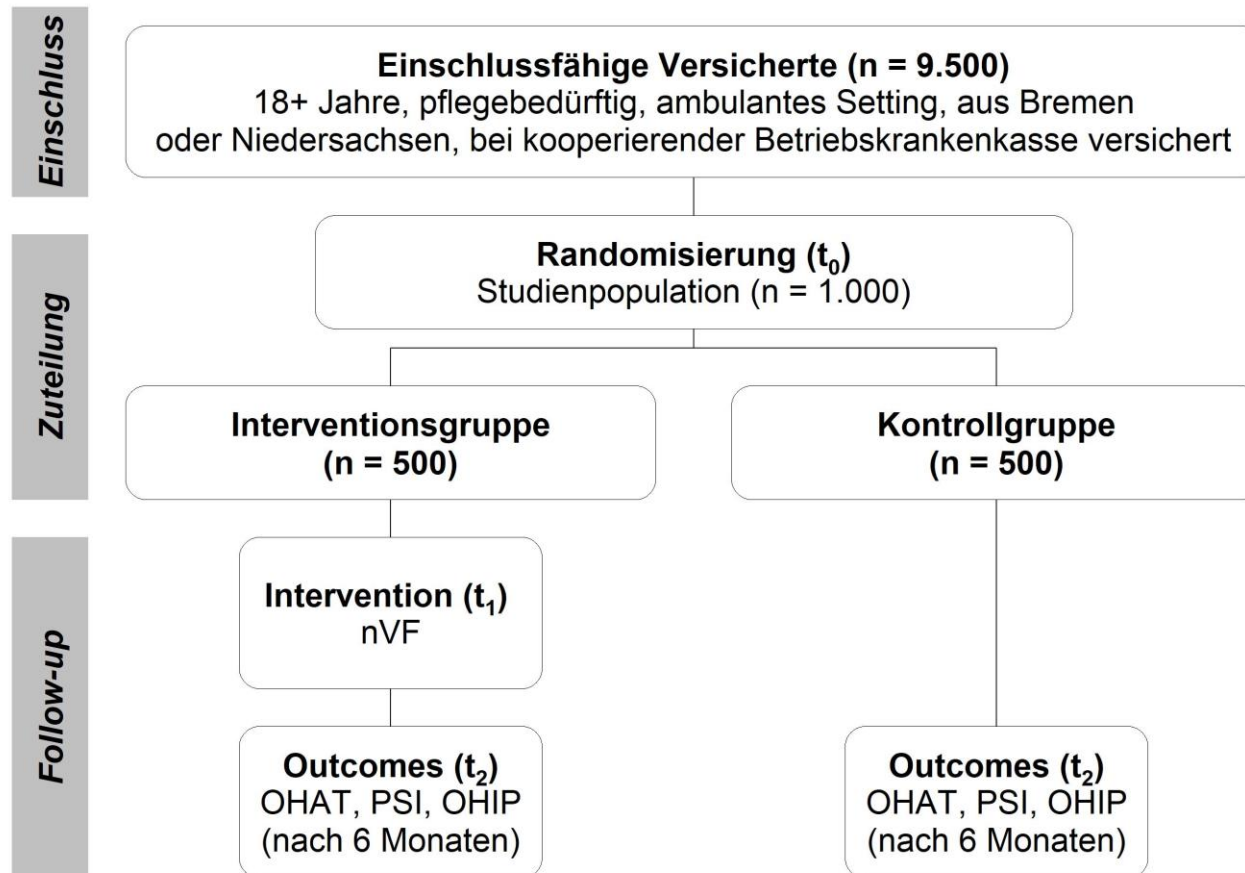 Einschluss
Einschlussfähige Versicherte (n = 9.500)
18+ Jahre, pflegebedürftig, ambulantes Setting, aus Bremen
oder Niedersachsen, bei kooperierender Betriebskrankenkasse versichert
Zuteilung
Randomisierung (t₀)
Studienpopulation (n = 1.000)
Interventionsgruppe
(n = 500)
Kontrollgruppe
(n = 500)
Follow-up
Intervention (t₁)
nVF
Outcomes (t₂)
OHAT, PSI, OHIP
(nach 6 Monaten)
Outcomes (t₂)
OHAT, PSI, OHIP
(nach 6 Monaten)